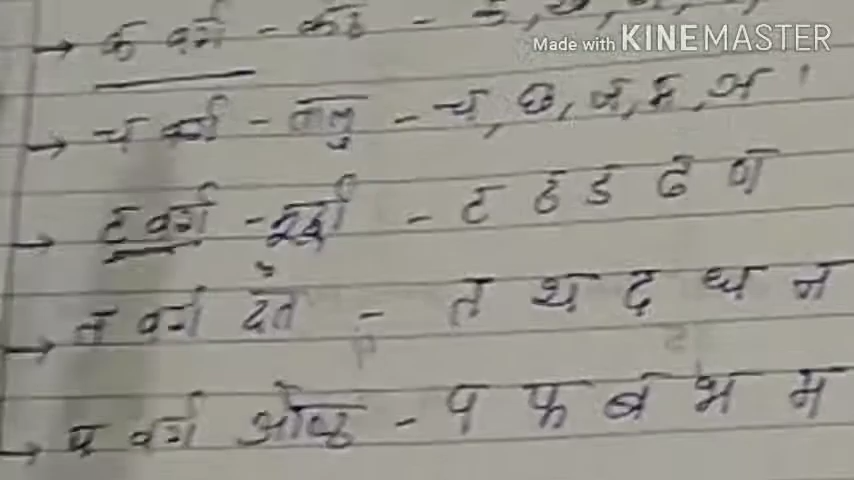 → क वर्ग - कंठ -
Made with KINEMASTER
→ च वर्ग - तालु - च, छ, ज, झ, ञ '
→ ट वर्ग - मूर्द्धा - ट ठ ड ढ ण
→ त वर्ग दंत - त थ द ध न
→ प वर्ग ओष्ठ - प फ ब भ म